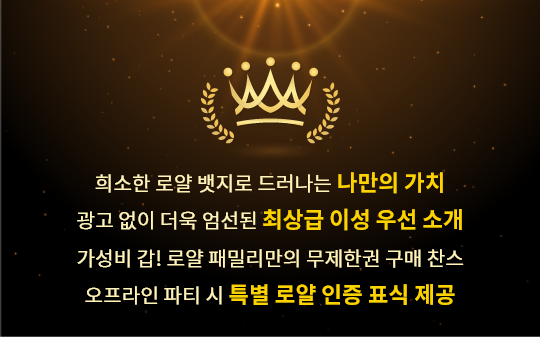 희소한 로얄 뱃지로 드러나는 나만의 가치
광고 없이 더욱 엄선된 최상급 이성 우선 소개
가성비 갑! 로얄 패밀리만의 무제한권 구매 찬스
오프라인 파티 시 특별 로얄 인증 표식 제공